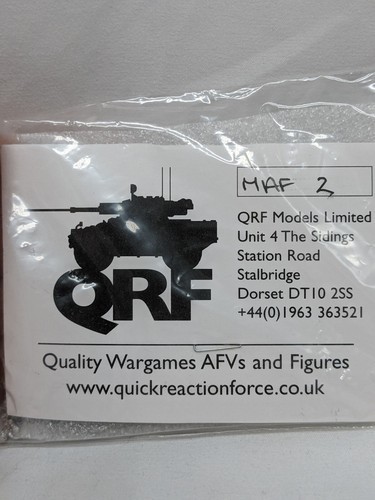 MAF 2
QRF Models Limited
Unit 4 The Sidings
Station Road
Stalbridge
Dorset DT10 2SS
+44(0)1963 363521
QRF
Quality Wargames AFVs and Figures
www.quickreactionforce.co.uk